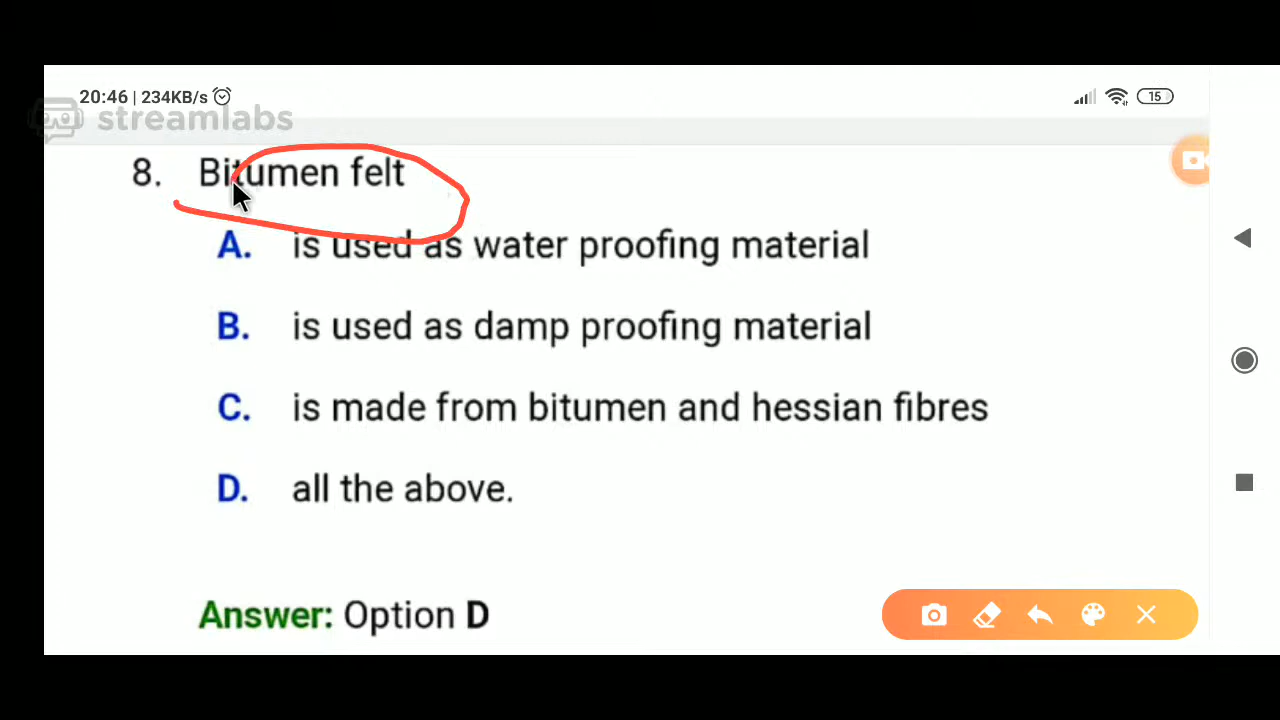 20:46 | 234KB/s
15
streamlabs
8. Bitumen felt
A. is used as water proofing material
B. is used as damp proofing material
C. is made from bitumen and hessian fibres
D. all the above.
Answer: Option D